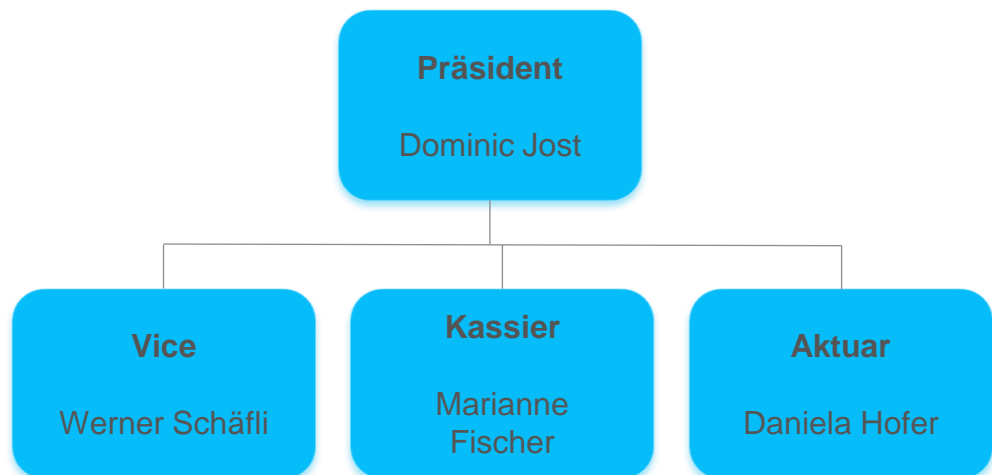 Präsident
Dominic Jost
Vice
Werner Schäfli
Kassier
Marianne
Fischer
Aktuar
Daniela Hofer